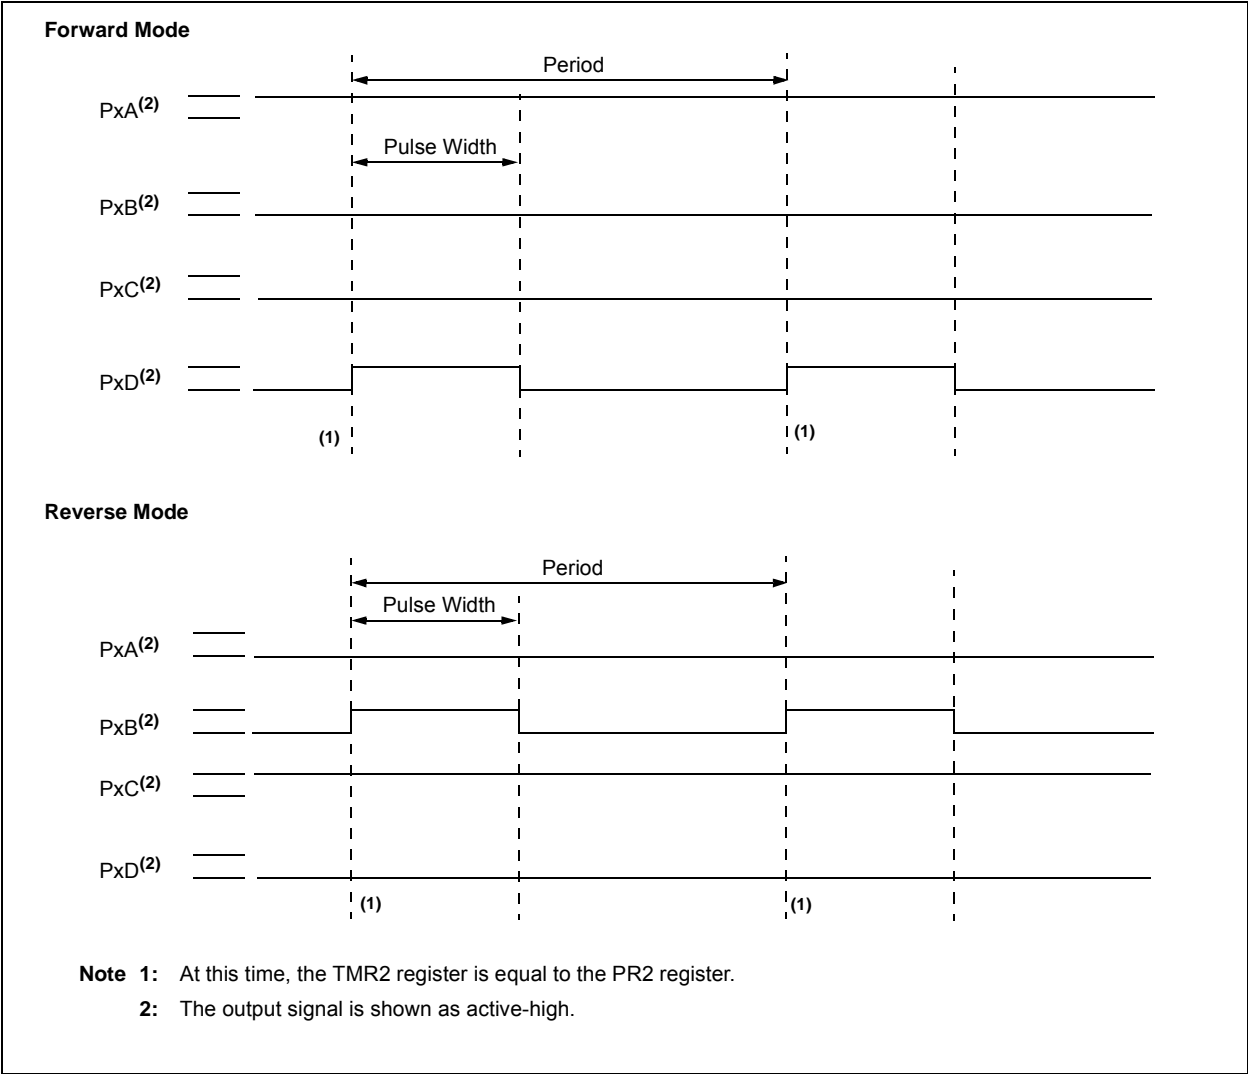 Forward Mode
Period
PxA(2)
Pulse Width
PxB(2)
PxC(2)
PxD(2)
(1) (1)
Reverse Mode
Period
Pulse Width
PxA(2)
PxB(2)
PxC(2)
PxD(2)
(1) (1)
Note 1: At this time, the TMR2 register is equal to the PR2 register.
2: The output signal is shown as active-high.